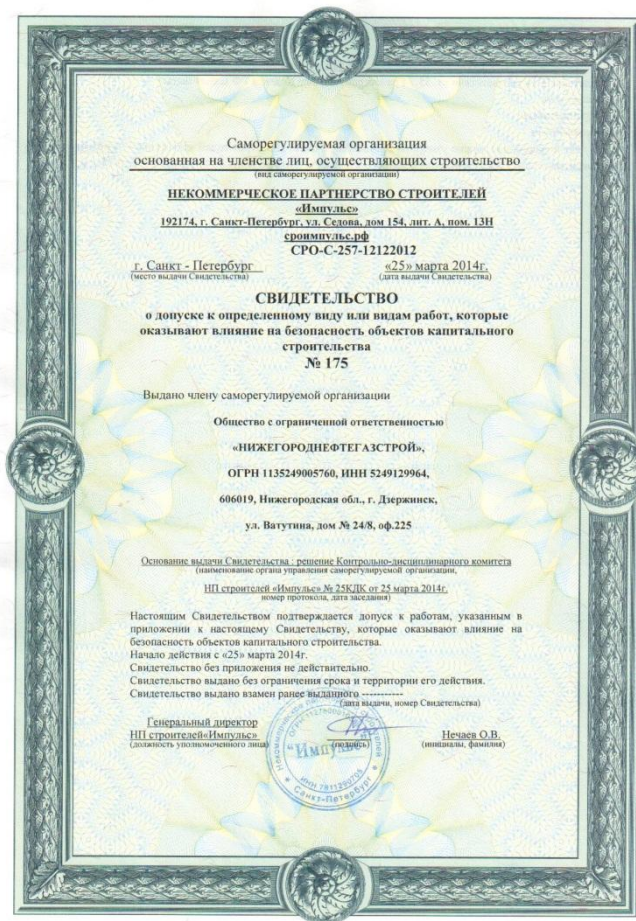 Саморегулируемая организация
основанная на членстве лиц, осуществляющих строительство
(вид саморегулируемой организации)
НЕКОММЕРЧЕСКОЕ ПАРТНЕРСТВО СТРОИТЕЛЕЙ
«Импульс»
192174, г. Санкт-Петербург, ул. Седова, дом 154, лит. А, пом. 13Н
сроимпульс.рф
СРО-С-257-12122012
г. Санкт - Петербург «25» марта 2014г.
(место выдачи Свидетельства) (дата выдачи Свидетельства)
СВИДЕТЕЛЬСТВО
о допуске к определенному виду или видам работ, которые
оказывают влияние на безопасность объектов капитального
строительства
№ 175
Выдано члену саморегулируемой организации
Общество с ограниченной ответственностью
«НИЖЕГОРОДНЕФТЕГАЗСТРОЙ»,
ОГРН 1135249005760, ИНН 5249129964,
606019, Нижегородская обл., г. Дзержинск,
ул. Ватутина, дом № 24/8, оф.225
Основание выдачи Свидетельства : решение Контрольно-дисциплинарного комитета
(наименование органа управления саморегулируемой организации,
НП строителей «Импульс» № 25КДК от 25 марта 2014г.
номер протокола, дата заседания)
Настоящим Свидетельством подтверждается допуск к работам, указанным в
приложении к настоящему Свидетельству, которые оказывают влияние на
безопасность объектов капитального строительства.
Начало действия с «25» марта 2014г.
Свидетельство без приложения не действительно.
Свидетельство выдано без ограничения срока и территории его действия.
Свидетельство выдано взамен ранее выданного -----------
(дата выдачи, номер Свидетельства)
Генеральный директор
НП строителей«Импульс» Нечаев О.В.
(должность уполномоченного лица) (подпись) (инициалы, фамилия)
Импульс
Санкт-Петербург